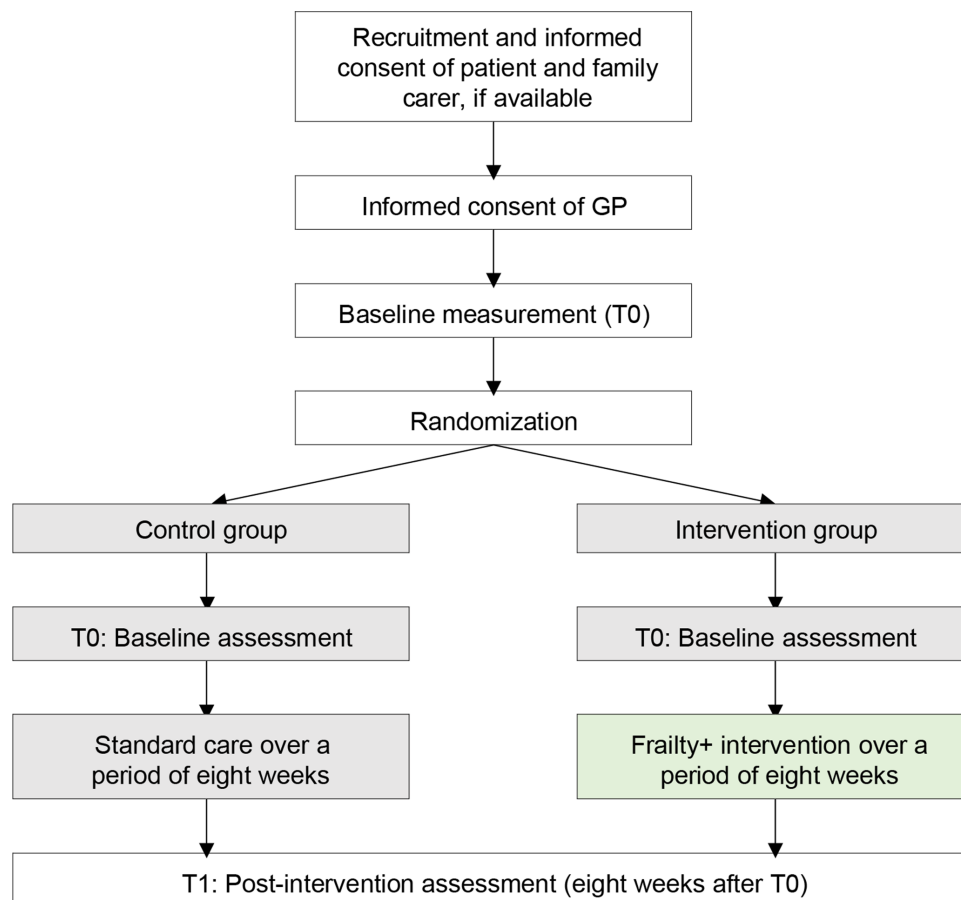 Recruitment and informed
consent of patient and family
carer, if available
Informed consent of GP
Baseline measurement (T0)
Randomization
Control group
Intervention group
T0: Baseline assessment
T0: Baseline assessment
Standard care over a
period of eight weeks
Frailty+ intervention over a
period of eight weeks
T1: Post-intervention assessment (eight weeks after T0)